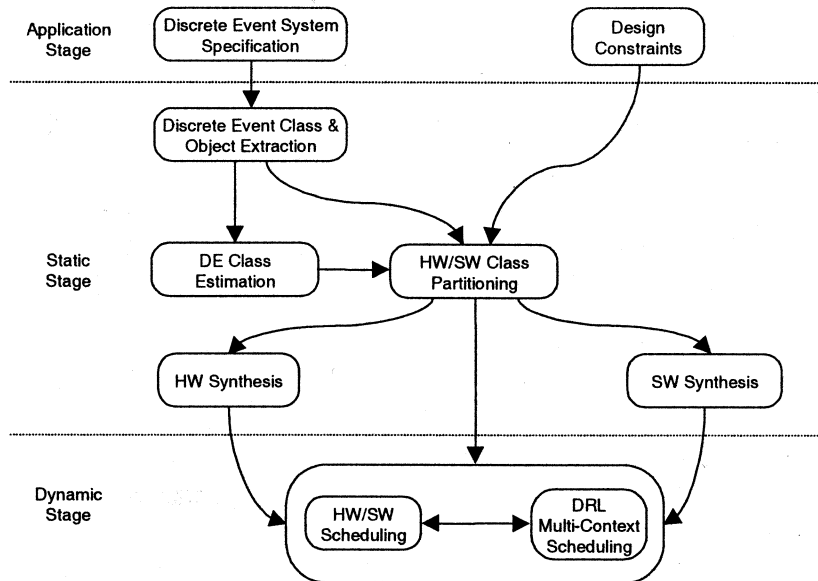 Application
Stage
Discrete Event System
Specification
Design
Constraints
Discrete Event Class &
Object Extraction
Static
Stage
DE Class
Estimation
HW/SW Class
Partitioning
HW Synthesis
SW Synthesis
Dynamic
Stage
HW/SW
Scheduling
DRL
Multi-Context
Scheduling